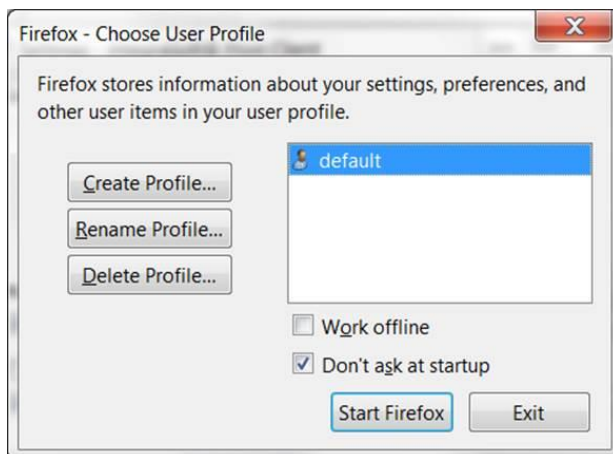 Firefox - Choose User Profile
Firefox stores information about your settings, preferences, and
other user items in your user profile.
Create Profile...
Rename Profile...
Delete Profile...
default
Work offline
Don't ask at startup
Start Firefox
Exit